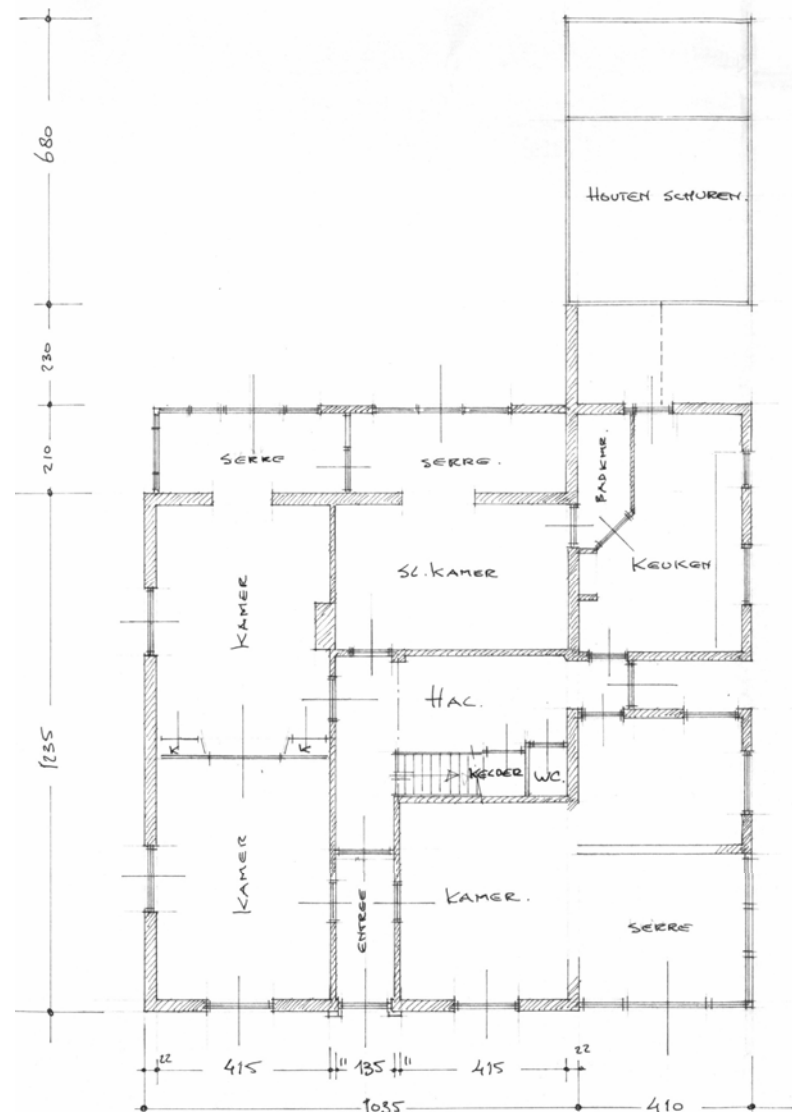 680
HOUTEN SCHUREN.
230
210
SERRE
SERRE.
BADKMR.
KAMER
SL. KAMER
KEUKEN
HAL.
K
K
1235
KELDER
WC.
KAMER
ENTREE
KAMER.
SERRE
22
415
11
135
11
415
22
1035
410